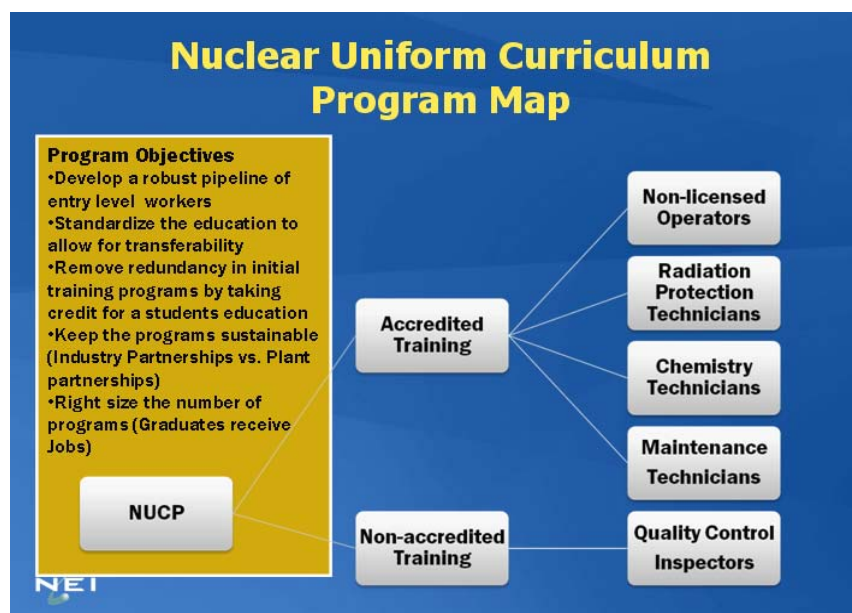 Nuclear Uniform Curriculum
Program Map
Program Objectives
•Develop a robust pipeline of
entry level workers
•Standardize the education to
allow for transferability
•Remove redundancy in initial
training programs by taking
credit for a students education
•Keep the programs sustainable
(Industry Partnerships vs. Plant
partnerships)
•Right size the number of
programs (Graduates receive
Jobs)
NUCP
Accredited
Training
Non-accredited
Training
Non-licensed
Operators
Radiation
Protection
Technicians
Chemistry
Technicians
Maintenance
Technicians
Quality Control
Inspectors
NEI